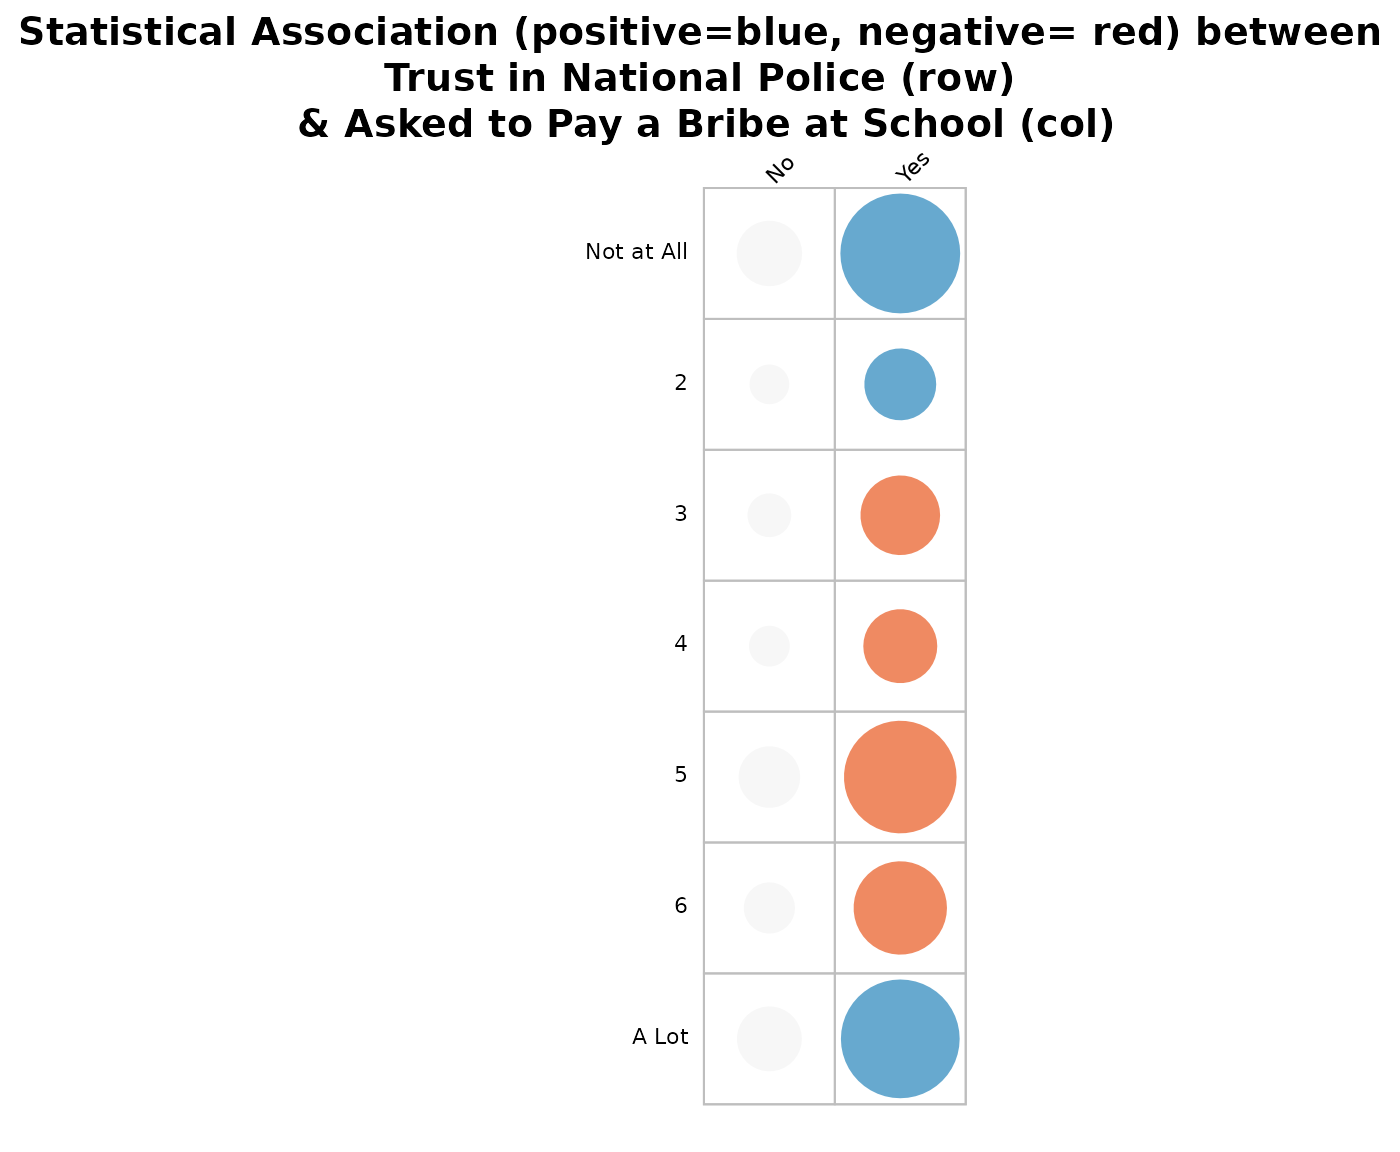 Statistical Association (positive=blue, negative= red) between
Trust in National Police (row)
& Asked to Pay a Bribe at School (col)
No Yes
Not at All
2
3
4
5
6
A Lot